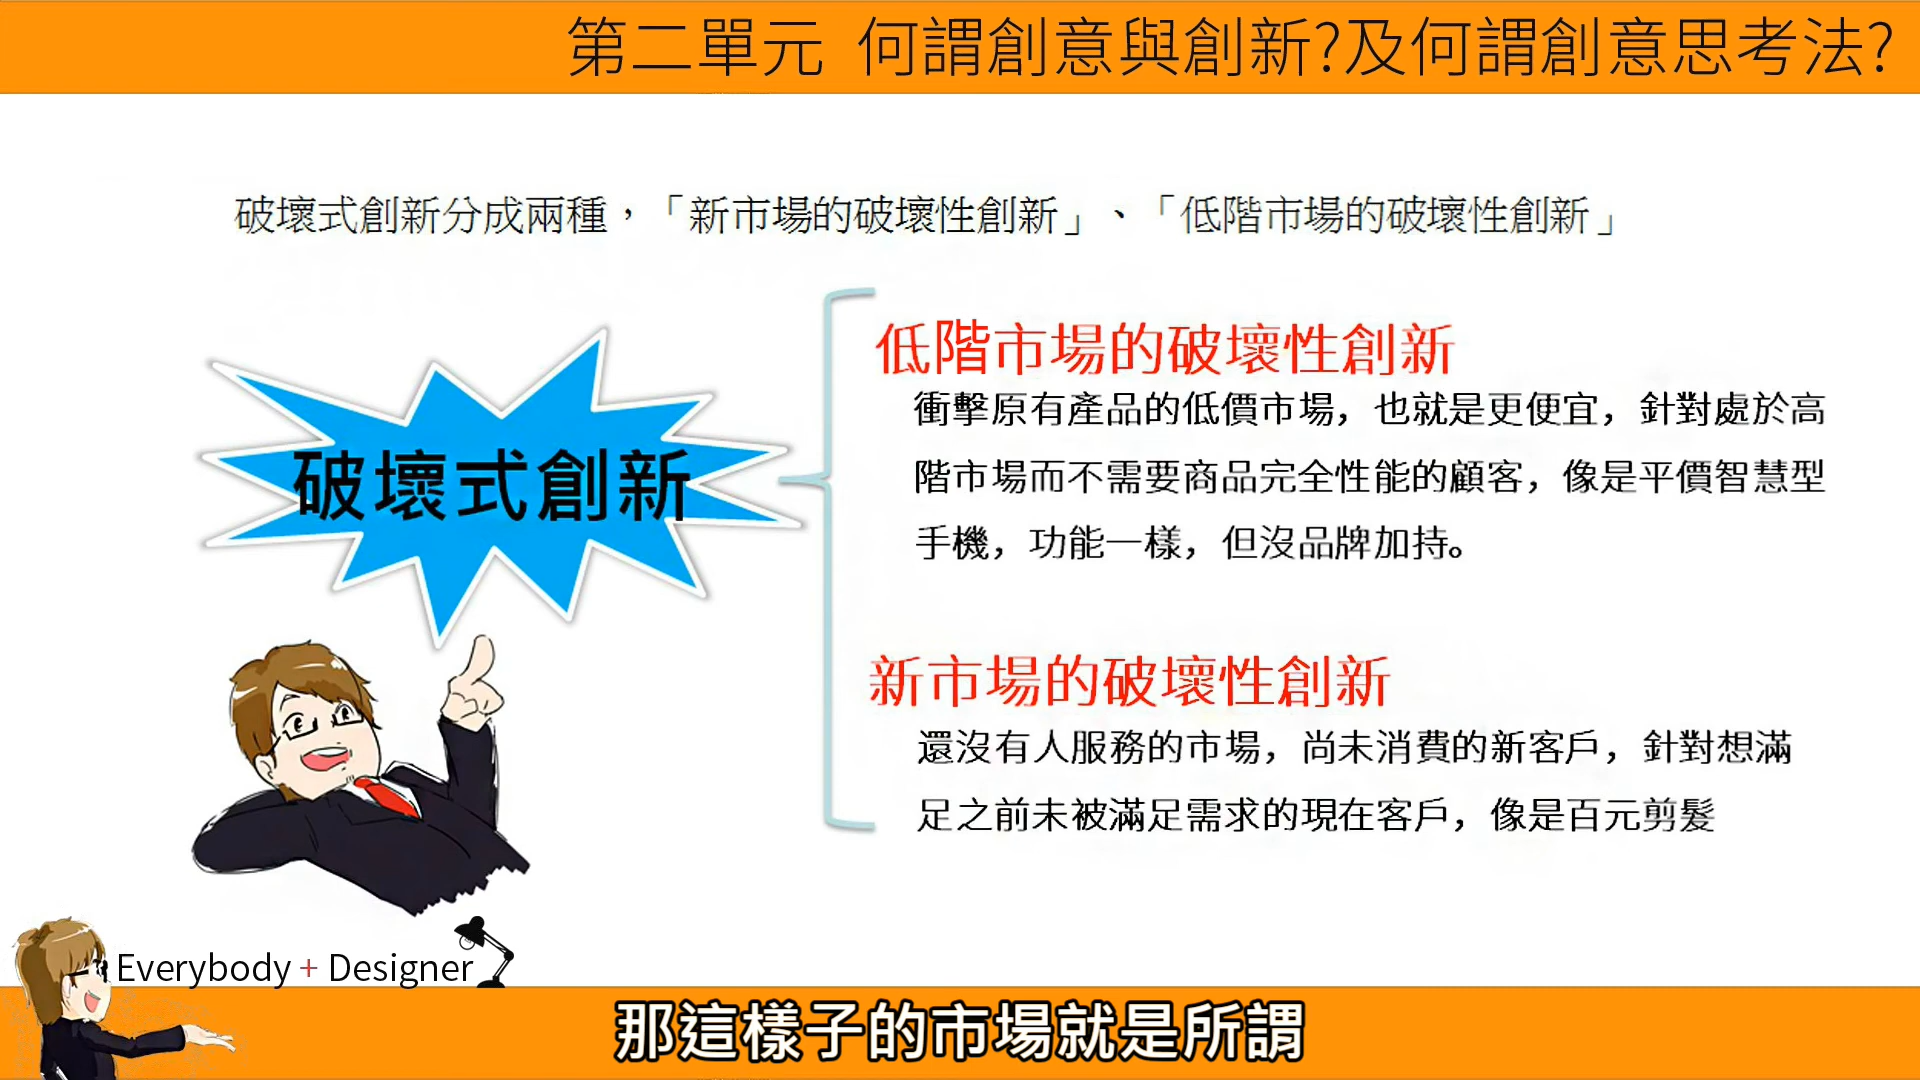 第二單元 何謂創意與創新?及何謂創意思考法?
破壞式創新分成兩種，「新市場的破壞性創新」、「低階市場的破壞性創新」
破壞式創新
低階市場的破壞性創新
衝擊原有產品的低價市場，也就是更便宜，針對處於高
階市場而不需要商品完全性能的顧客，像是平價智慧型
手機，功能一樣，但沒品牌加持。
新市場的破壞性創新
還沒有人服務的市場，尚未消費的新客戶，針對想滿
足之前未被滿足需求的現在客戶，像是百元剪髮
Everybody + Designer
那這樣子的市場就是所謂